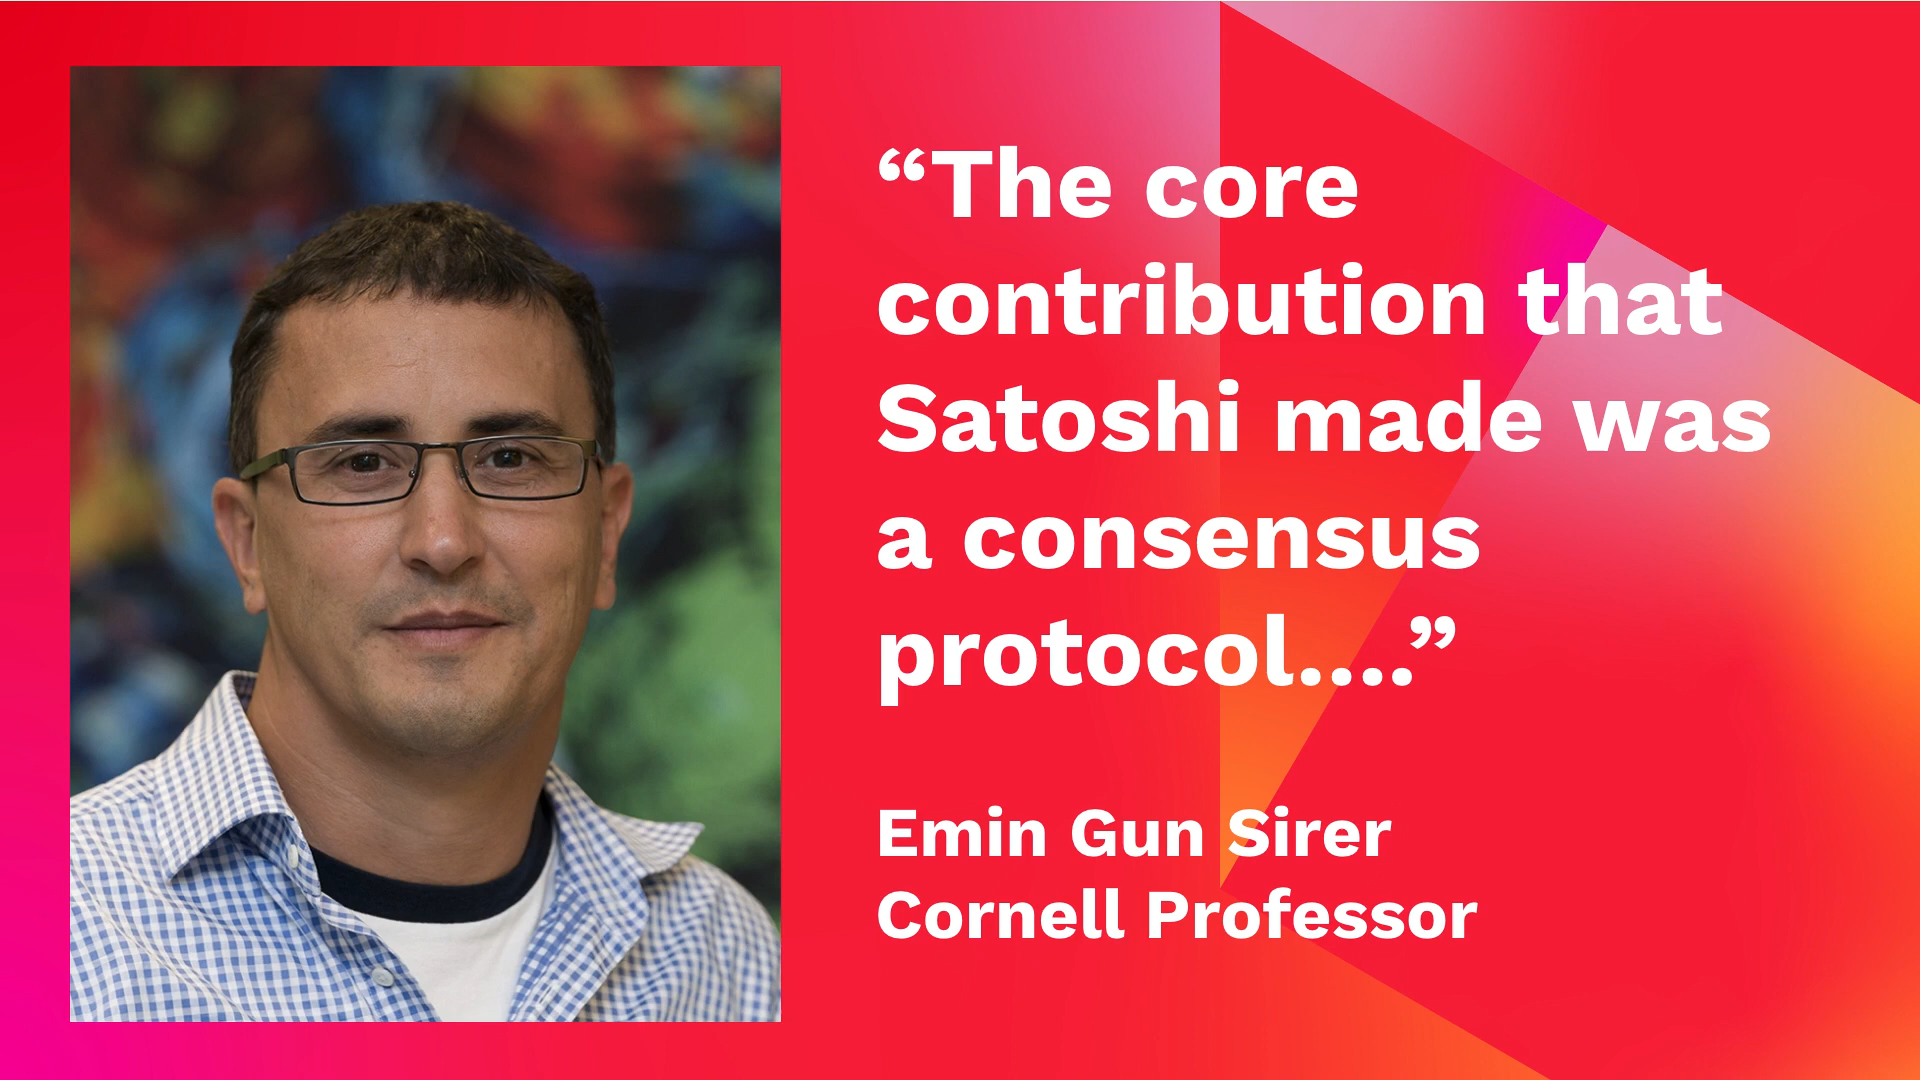 “The core
contribution that
Satoshi made was
a consensus
protocol....”
Emin Gun Sirer
Cornell Professor